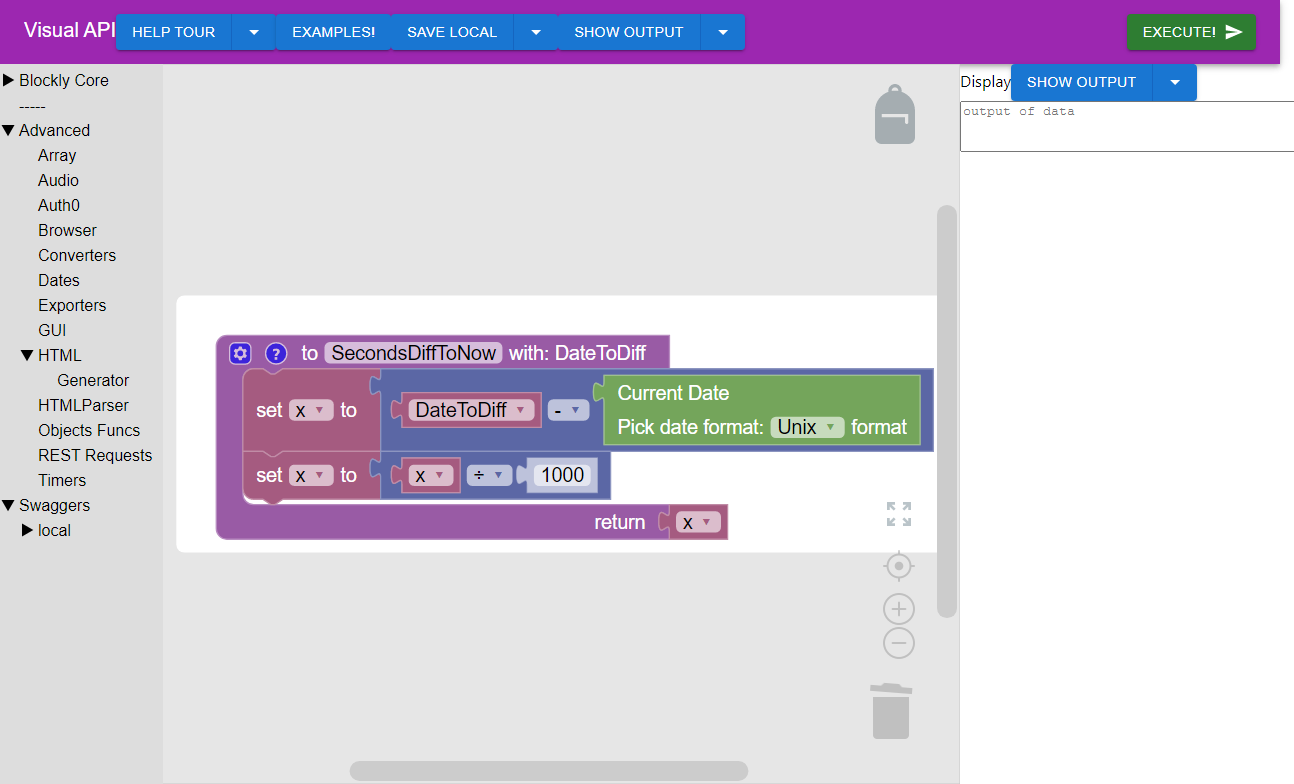 Visual API HELP TOUR EXAMPLES! SAVE LOCAL SHOW OUTPUT EXECUTE!
Blockly Core
-----
Advanced
Array
Audio
Auth0
Browser
Converters
Dates
Exporters
GUI
HTML
Generator
HTMLParser
Objects Funcs
REST Requests
Timers
Swaggers
local
? to SecondsDiffToNow with: DateToDiff
set x to DateToDiff - Current Date
Pick date format: Unix format
set x to x ÷ 1000
return x
Display SHOW OUTPUT
output of data